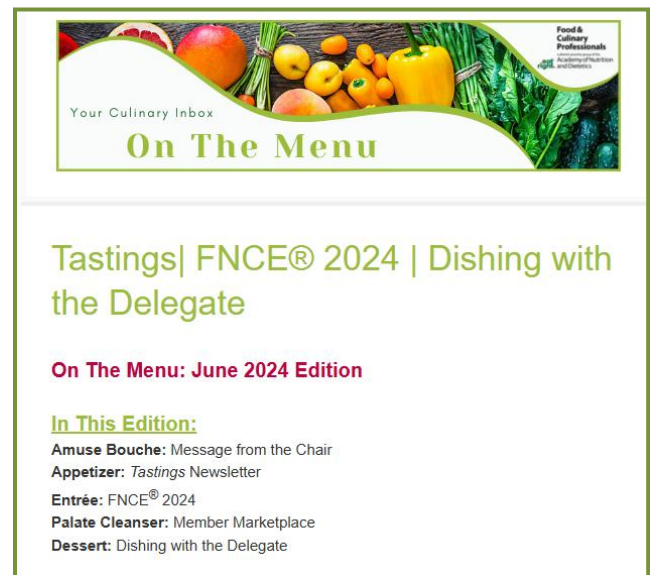 Food &
Culinary
Professionals
eat
right.
Academy of Nutrition
and Dietetics
Your Culinary Inbox
On The Menu
Tastings| FNCE® 2024 | Dishing with
the Delegate
On The Menu: June 2024 Edition
In This Edition:
Amuse Bouche: Message from the Chair
Appetizer: Tastings Newsletter
Entrée: FNCE® 2024
Palate Cleanser: Member Marketplace
Dessert: Dishing with the Delegate